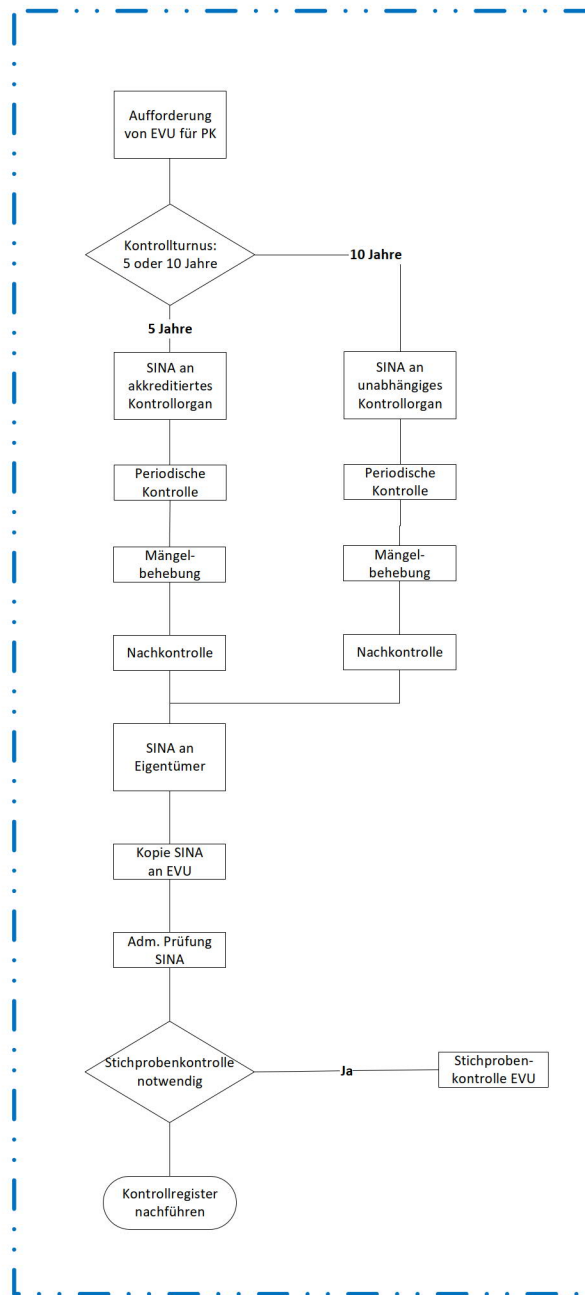 Aufforderung
von EVU für PK
Kontrollturnus:
5 oder 10 Jahre
10 Jahre
5 Jahre
SINA an
akkreditiertes
Kontrollorgan
SINA an
unabhängiges
Kontrollorgan
Periodische
Kontrolle
Periodische
Kontrolle
Mängel-
behebung
Mängel-
behebung
Nachkontrolle
Nachkontrolle
SINA an
Eigentümer
Kopie SINA
an EVU
Adm. Prüfung
SINA
Stichprobenkontrolle
notwendig
Ja
Stichproben-
kontrolle EVU
Kontrollregister
nachführen